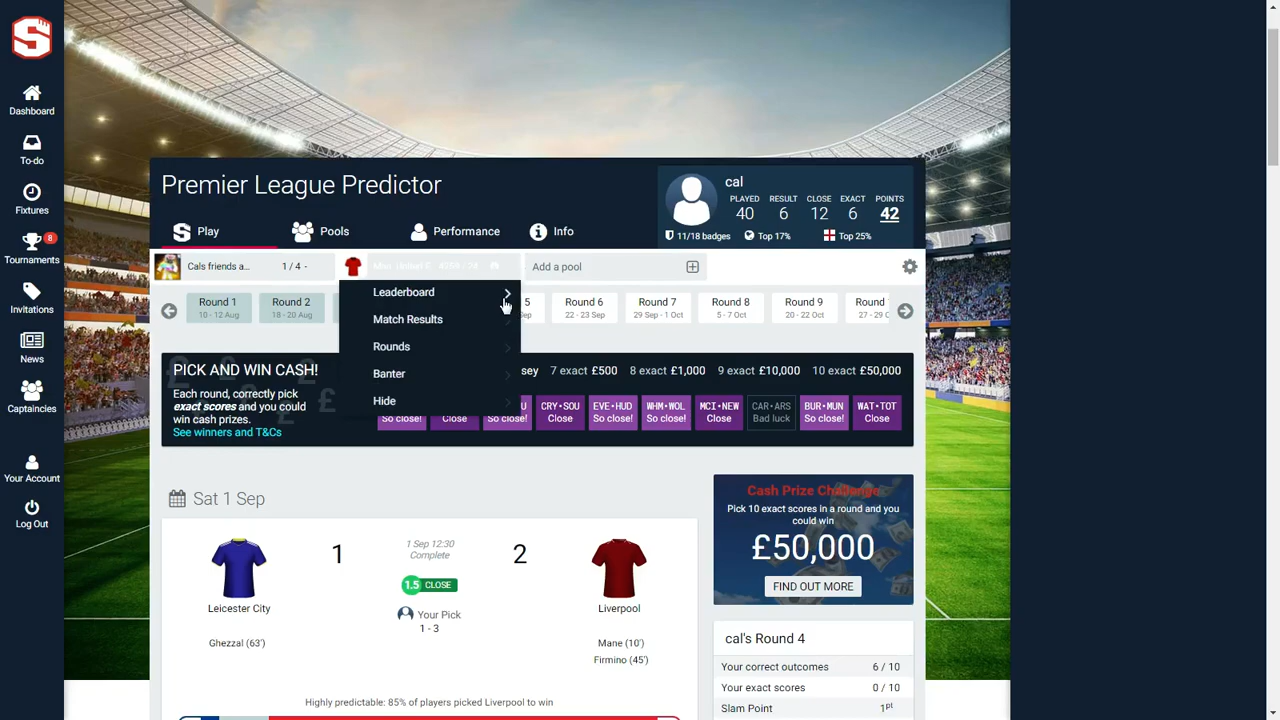 S
Dashboard
To-do
Fixtures
8
Tournaments
Invitations
News
Captaincies
Your Account
Log Out
Premier League Predictor
cal
PLAYED RESULT CLOSE EXACT POINTS
40 6 12 6 42
11/18 badges Top 17% Top 25%
Play Pools Performance Info
Cals friends a... 1 / 4 -
Add a pool
Leaderboard
Match Results
Rounds
Banter
Hide
Round 1
10 - 12 Aug
Round 2
18 - 20 Aug
5
Sep
Round 6
22 - 23 Sep
Round 7
29 Sep - 1 Oct
Round 8
5 - 7 Oct
Round 9
20 - 22 Oct
Round
27 - 29 O
PICK AND WIN CASH!
Each round, correctly pick
exact scores and you could
win cash prizes.
See winners and T&Cs
sey 7 exact £500 8 exact £1,000 9 exact £10,000 10 exact £50,000
So close!
Close
U
So close!
CRY•SOU
Close
EVE•HUD
So close!
WHM•WOL
So close!
MCI•NEW
Close
CAR•ARS
Bad luck
BUR•MUN
So close!
WAT•TOT
Close
Sat 1 Sep
1
1 Sep 12:30
Complete
2
1.5 CLOSE
Leicester City
Your Pick
1 - 3
Liverpool
Ghezzal (63')
Mane (10')
Firmino (45')
Highly predictable: 85% of players picked Liverpool to win
Cash Prize Challenge
Pick 10 exact scores in a round and you
could win
£50,000
FIND OUT MORE
cal's Round 4
Your correct outcomes 6 / 10
Your exact scores 0 / 10
Slam Point 1pt